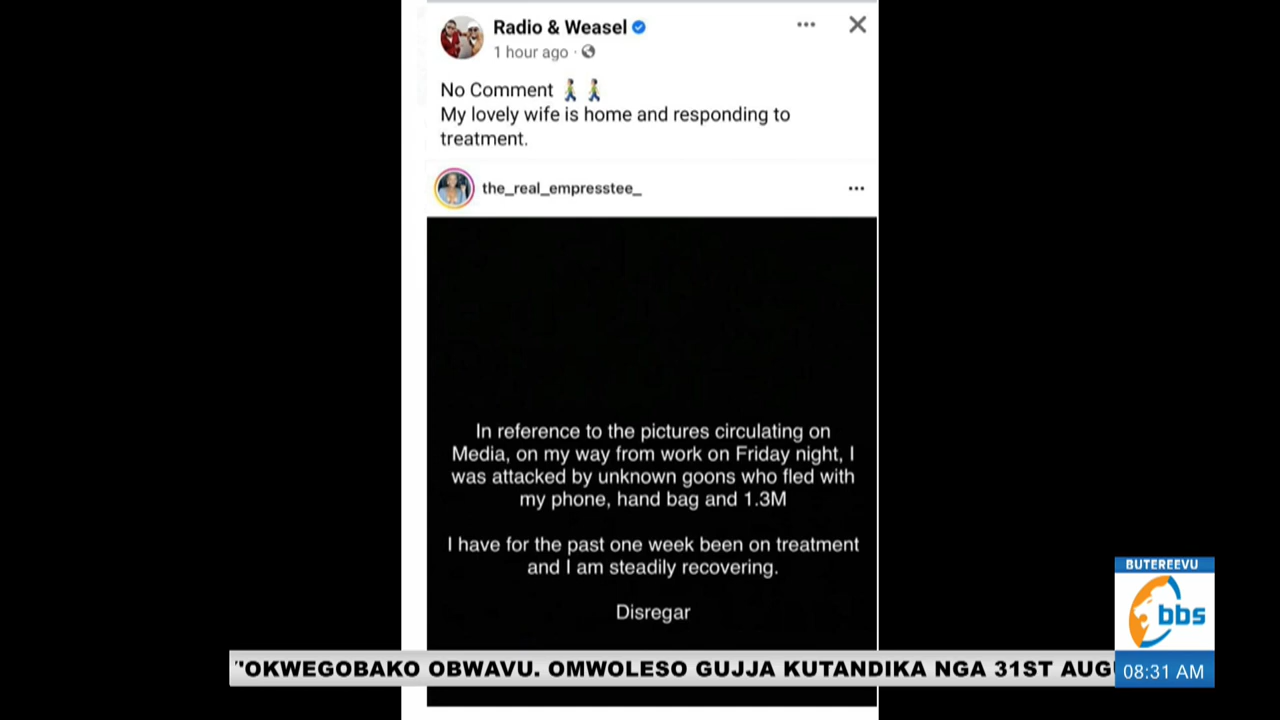 Radio & Weasel
1 hour ago
No Comment
My lovely wife is home and responding to
treatment.
the_real_empresstee_
In reference to the pictures circulating on
Media, on my way from work on Friday night, I
was attacked by unknown goons who fled with
my phone, hand bag and 1.3M
I have for the past one week been on treatment
and I am steadily recovering.
Disregar
BUTEREEVU
bbs
"OKWEGOBAKO OBWAVU. OMWOLESO GUJJA KUTANDIKA NGA 31ST AUG
08:31 AM